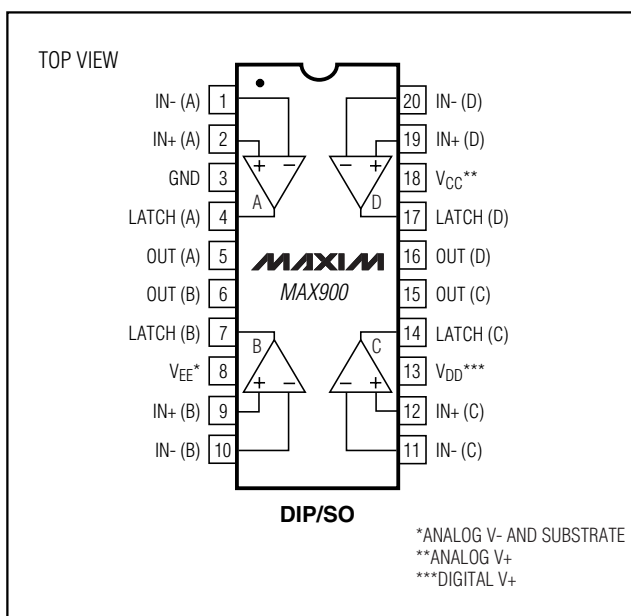 TOP VIEW
IN- (A) 1
IN+ (A) 2
GND 3
LATCH (A) 4
OUT (A) 5
OUT (B) 6
LATCH (B) 7
VEE* 8
IN+ (B) 9
IN- (B) 10
20 IN- (D)
19 IN+ (D)
18 VCC**
17 LATCH (D)
16 OUT (D)
15 OUT (C)
14 LATCH (C)
13 VDD***
12 IN+ (C)
11 IN- (C)
+ −
A
− +
D
MAXIM
MAX900
B
+ −
C
− +
DIP/SO
*ANALOG V- AND SUBSTRATE
**ANALOG V+
***DIGITAL V+